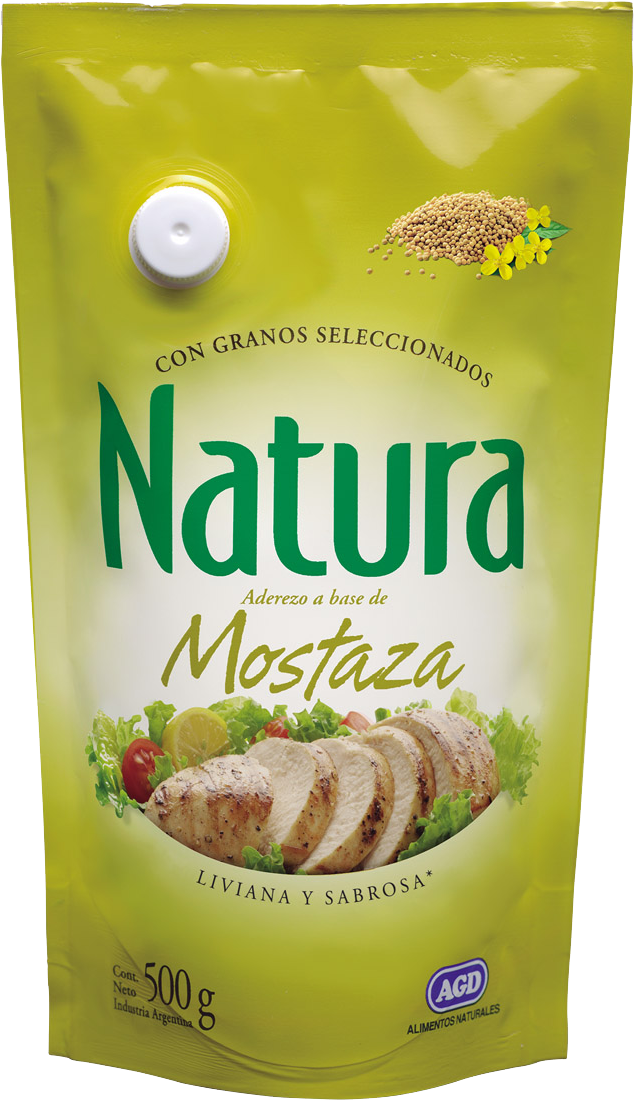 CON GRANOS SELECCIONADOS
Natura
Aderezo a base de
Mostaza
LIVIANA Y SABROSA*
Cont.
Neto 500 g
Industria Argentina
AGD
ALIMENTOS NATURALES